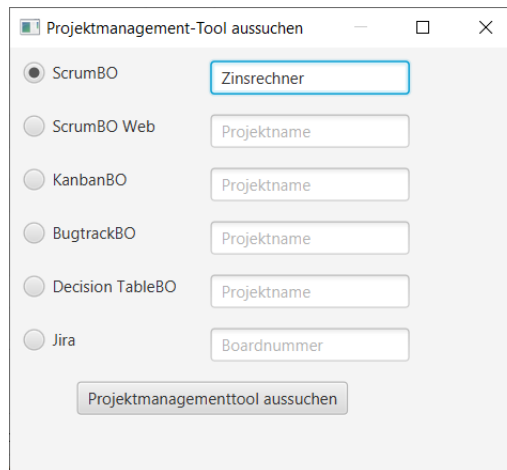 Projektmanagement-Tool aussuchen
ScrumBO Zinsrechner
ScrumBO Web Projektname
KanbanBO Projektname
BugtrackBO Projektname
Decision TableBO Projektname
Jira Boardnummer
Projektmanagementtool aussuchen